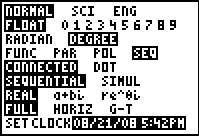 NORMAL SCI ENG
FLOAT 0 1 2 3 4 5 6 7 8 9
RADIAN DEGREE
FUNC PAR POL SEQ
CONNECTED DOT
SEQUENTIAL SIMUL
REAL a+bi re^θi
FULL HORIZ G-T
SET CLOCK 08/21/08 5:42PM